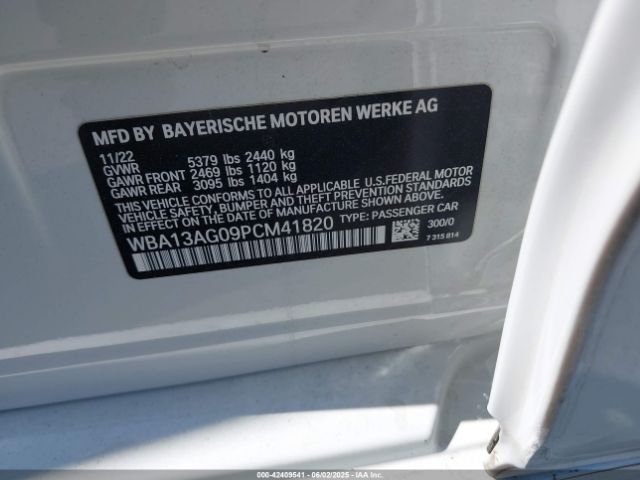 MFD BY BAYERISCHE MOTOREN WERKE AG
11/22
GVWR 5379 lbs 2440 kg
GAWR FRONT 2469 lbs 1120 kg
GAWR REAR 3095 lbs 1404 kg
THIS VEHICLE CONFORMS TO ALL APPLICABLE U.S.FEDERAL MOTOR
VEHICLE SAFETY, BUMPER AND THEFT PREVENTION STANDARDS
IN EFFECT ON THE DATE OF MANUFACTURE SHOWN ABOVE.
WBA13AG09PCM41820 TYPE: PASSENGER CAR
300/0
7 315 814
000-42409541 - 06/02/2025 - IAA Holdings, LLC.